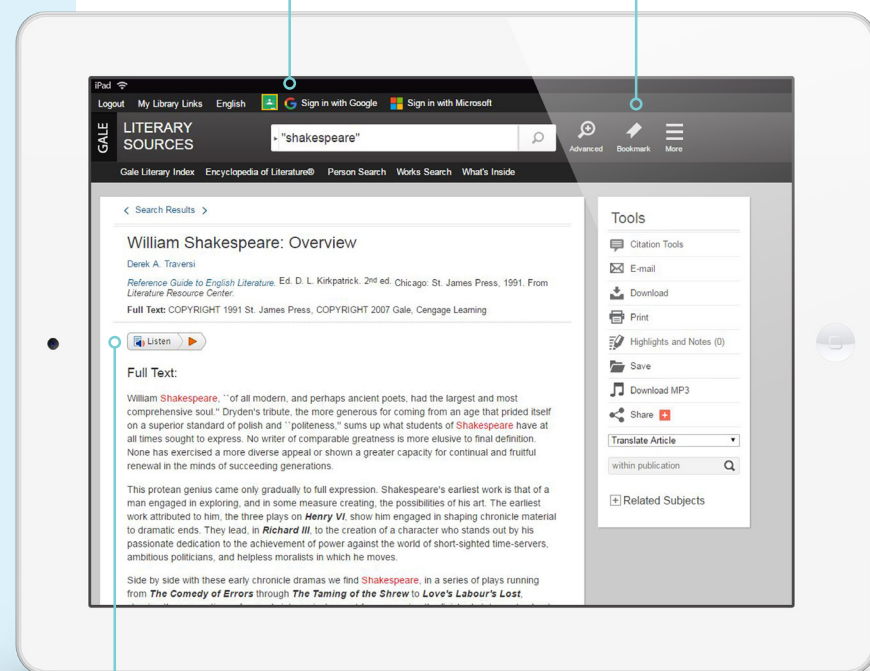 iPad
Logout My Library Links English Sign in with Google Sign in with Microsoft
GALE
LITERARY
SOURCES
"shakespeare"
Advanced Bookmark More
Gale Literary Index Encyclopedia of Literature® Person Search Works Search What's Inside
< Search Results >
William Shakespeare: Overview
Derek A. Traversi
Reference Guide to English Literature. Ed. D. L. Kirkpatrick. 2nd ed. Chicago: St. James Press, 1991. From
Literature Resource Center.
Full Text: COPYRIGHT 1991 St. James Press, COPYRIGHT 2007 Gale, Cengage Learning
Listen
Full Text:
William Shakespeare, ``of all modern, and perhaps ancient poets, had the largest and most
comprehensive soul." Dryden's tribute, the more generous for coming from an age that prided itself
on a superior standard of polish and ``politeness," sums up what students of Shakespeare have at
all times sought to express. No writer of comparable greatness is more elusive to final definition.
None has exercised a more diverse appeal or shown a greater capacity for continual and fruitful
renewal in the minds of succeeding generations.
This protean genius came only gradually to full expression. Shakespeare's earliest work is that of a
man engaged in exploring, and in some measure creating, the possibilities of his art. The earliest
work attributed to him, the three plays on Henry VI, show him engaged in shaping chronicle material
to dramatic ends. They lead, in Richard III, to the creation of a character who stands out by his
passionate dedication to the achievement of power against the world of short-sighted time-servers,
ambitious politicians, and helpless moralists in which he moves.
Side by side with these early chronicle dramas we find Shakespeare, in a series of plays running
from The Comedy of Errors through The Taming of the Shrew to Love's Labour's Lost,
Tools
Citation Tools
E-mail
Download
Print
Highlights and Notes (0)
Save
Download MP3
Share
Translate Article
within publication
Related Subjects